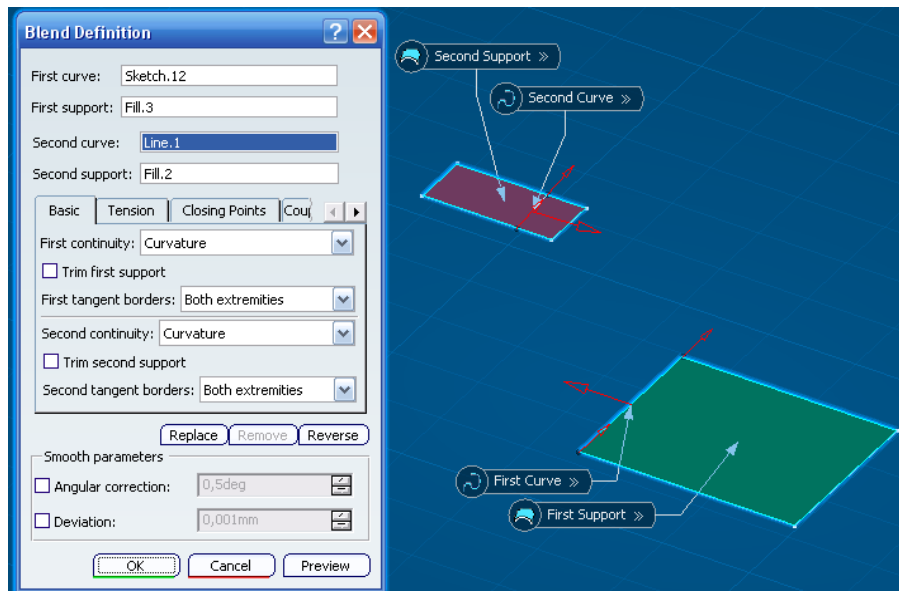 Blend Definition
First curve: Sketch.12
First support: Fill.3
Second curve: Line.1
Second support: Fill.2
Basic Tension Closing Points Coup
First continuity: Curvature
Trim first support
First tangent borders: Both extremities
Second continuity: Curvature
Trim second support
Second tangent borders: Both extremities
Replace Remove Reverse
Smooth parameters
Angular correction: 0,5deg
Deviation: 0,001mm
OK Cancel Preview
Second Support »
Second Curve »
First Curve »
First Support »